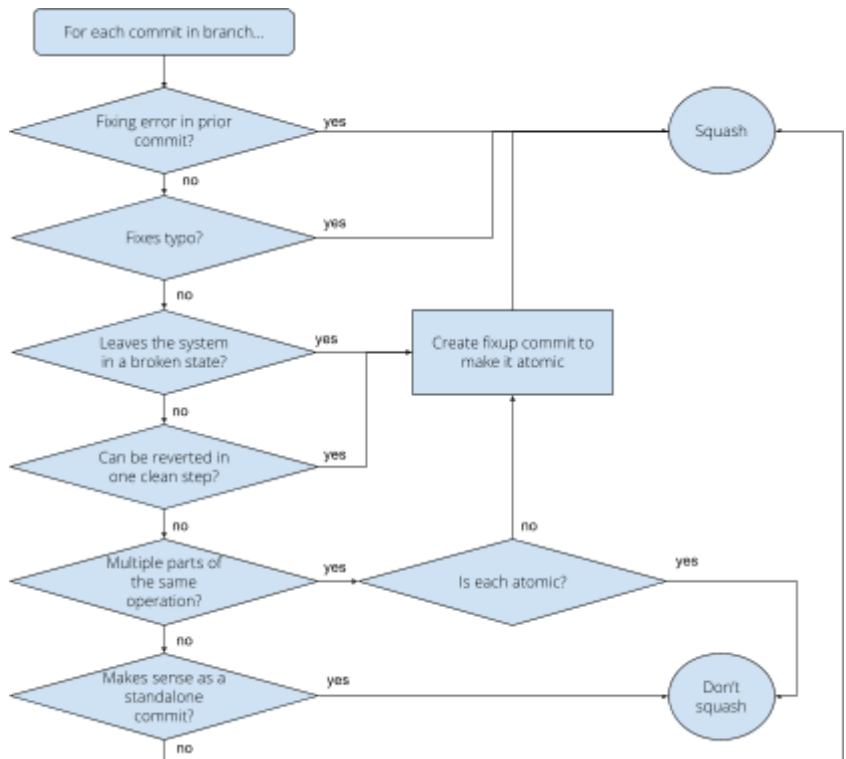 For each commit in branch...
Fixing error in prior
commit?
yes
Squash
no
Fixes typo?
yes
no
Leaves the system
in a broken state?
yes
Create fixup commit to
make it atomic
no
Can be reverted in
one clean step?
yes
no
no
Multiple parts of
the same
operation?
yes
Is each atomic?
yes
no
Makes sense as a
standalone
commit?
yes
Don't
squash
no